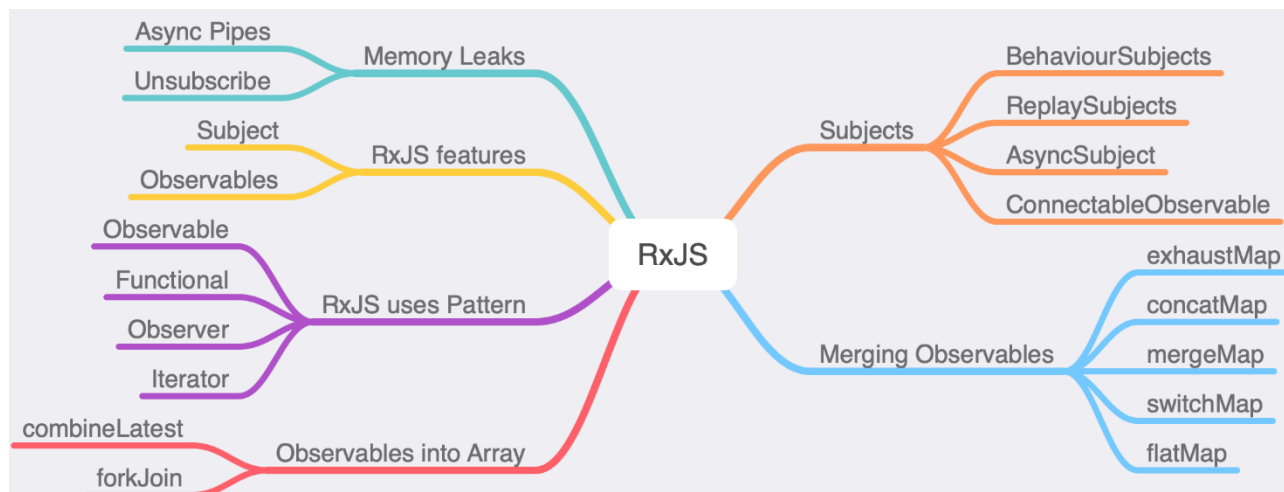 RxJS
Memory Leaks
Async Pipes
Unsubscribe
RxJS features
Subject
Observables
RxJS uses Pattern
Observable
Functional
Observer
Iterator
Observables into Array
combineLatest
forkJoin
Subjects
BehaviourSubjects
ReplaySubjects
AsyncSubject
ConnectableObservable
Merging Observables
exhaustMap
concatMap
mergeMap
switchMap
flatMap